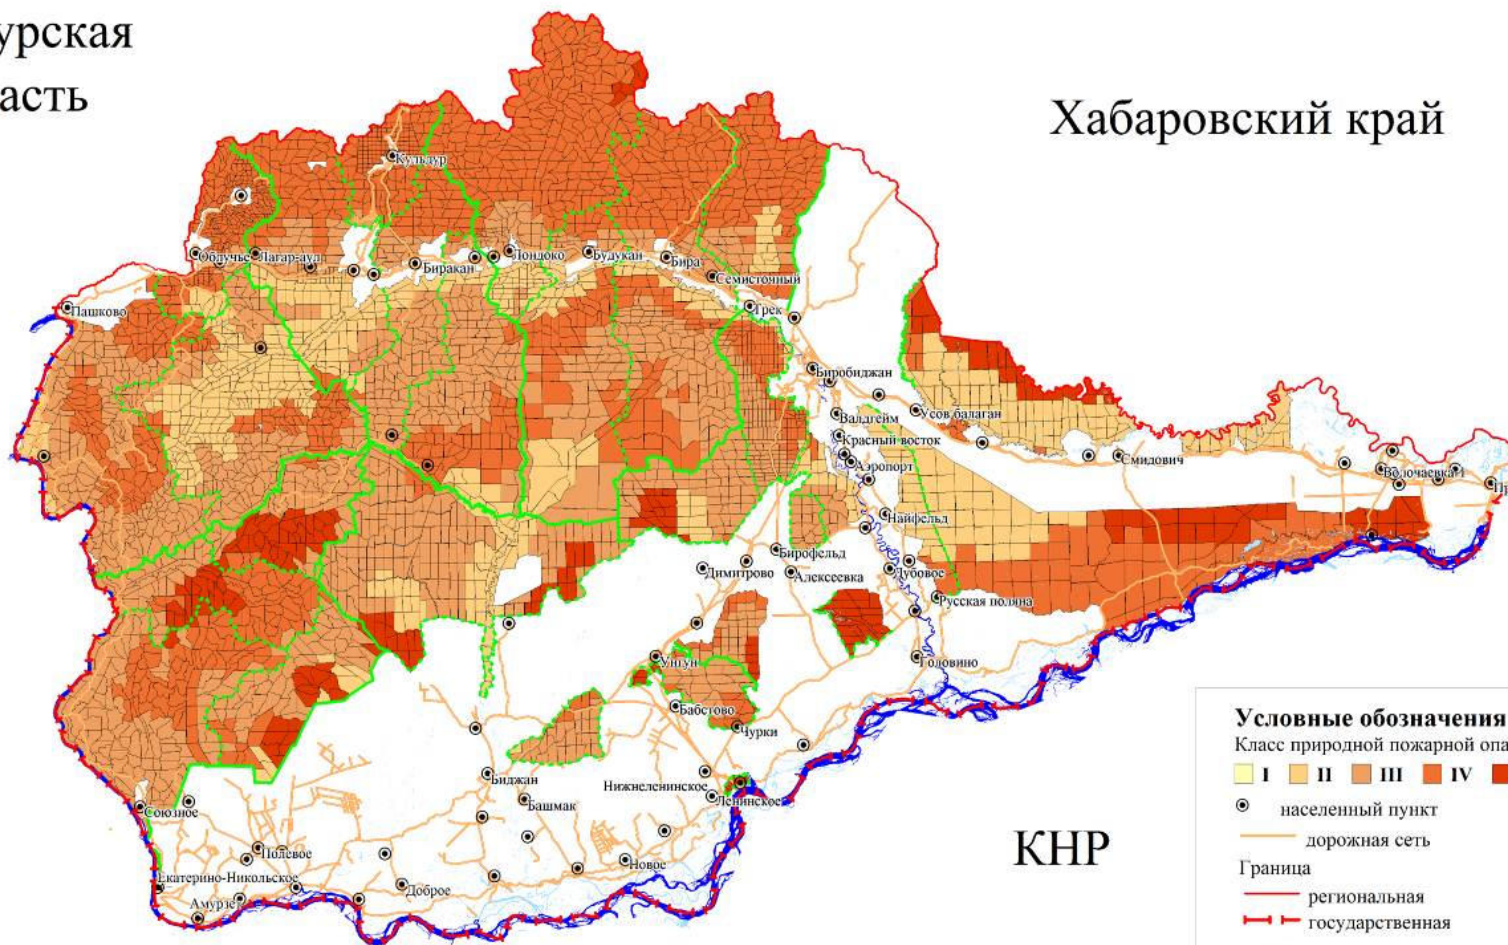 урская
асть
Хабаровский край
Кульдур
Облучье
Лагар-аул
Биракан
Лондоко
Будукан
Бира
Семисточный
Пашково
Трек
Биробиджан
Валдгейм
Усов балаган
Красный восток
Аэропорт
Смидович
Волочаевка1
Найфельд
Бирофельд
Димитрово
Алексеевка
Дубовое
Русская поляна
Унгун
Головино
Бабстово
Чурки
Биджан
Нижнеленинское
Ленинское
Башмак
Союзное
Полевое
Новое
Екатерино-Никольское
Доброе
Амурзет
КНР
Условные обозначения
Класс природной пожарной опа
I II III IV
населенный пункт
дорожная сеть
Граница
региональная
государственная